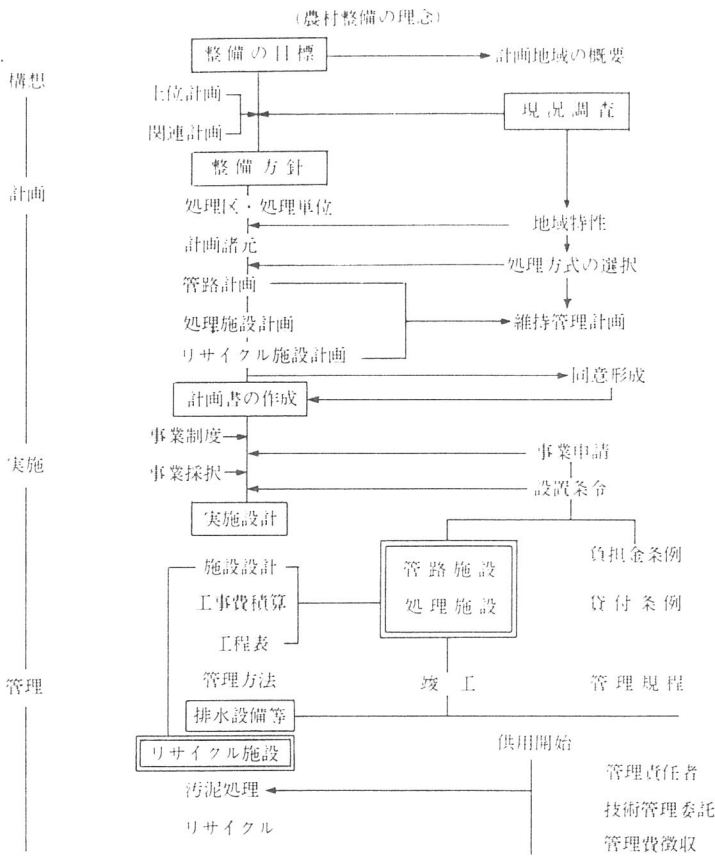 (農村整備の理念)
整備の目標
計画地域の概要
構想
上位計画
現況調査
関連計画
整備方針
計画
処理区・処理単位
地域特性
計画諸元
処理方式の選択
管路計画
処理施設計画
維持管理計画
リサイクル施設計画
同意形成
計画書の作成
事業制度
事業申請
実施
事業採択
設置条令
実施設計
負担金条例
施設設計
管路施設
工事費積算
処理施設
貸付条例
工程表
管理
管理方法
竣工
管理規程
排水設備等
供用開始
リサイクル施設
管理責任者
汚泥処理
技術管理委託
リサイクル
管理費徴収